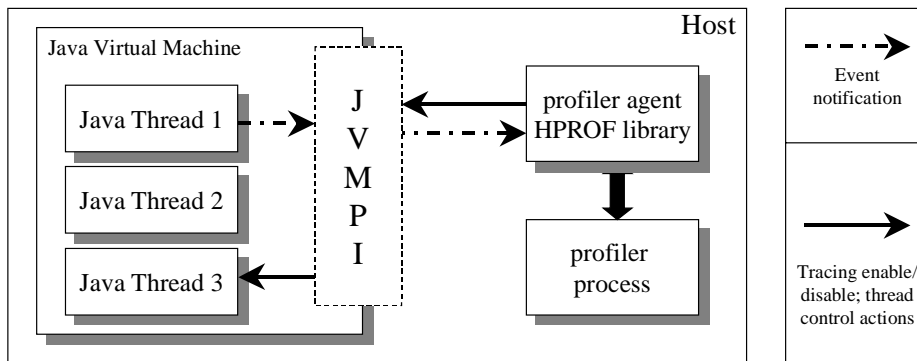 Host
Java Virtual Machine
Java Thread 1
Java Thread 2
Java Thread 3
J
V
M
P
I
profiler agent
HPROF library
profiler
process
Event
notification
Tracing enable/
disable; thread
control actions